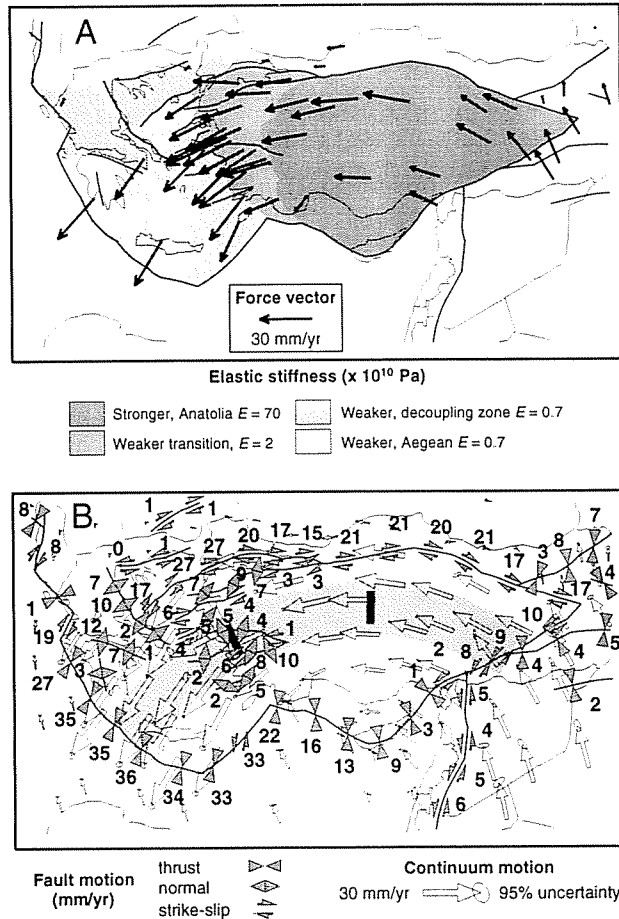 A
Force vector
30 mm/yr
Elastic stiffness (x 10¹⁰ Pa)
Stronger, Anatolia E = 70
Weaker, decoupling zone E = 0.7
Weaker transition, E = 2
Weaker, Aegean E = 0.7
B
8 1 1 7
20 17 15 21 21 20 21 8 3
8 0 1 27 27 17 1 4
7 9 7 3 3 17
1 10 17 6 7 4 10
19 12 2 5 5 4 1 2 9 4 5
7 1 4 6 8 10 8 4
27 3 2 2 5 1 5 2
35 22 16 3 4
35 13 9 5
36 34 33 33 6
Fault motion
(mm/yr)
thrust
normal
strike-slip
Continuum motion
30 mm/yr
95% uncertainty